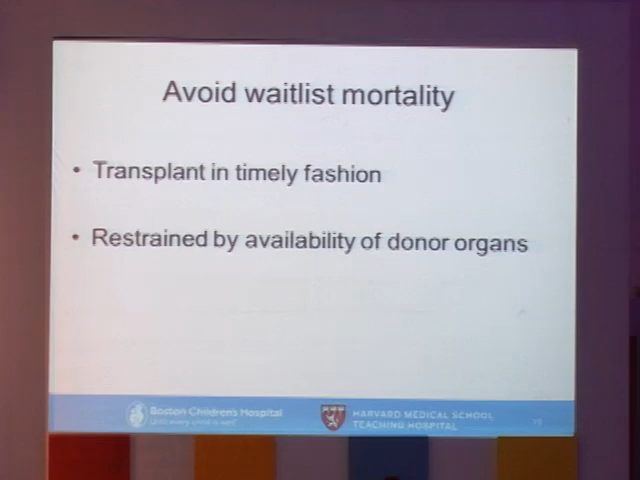 Avoid waitlist mortality
• Transplant in timely fashion
• Restrained by availability of donor organs
Boston Children's Hospital
Until every child is well
HARVARD MEDICAL SCHOOL
TEACHING HOSPITAL